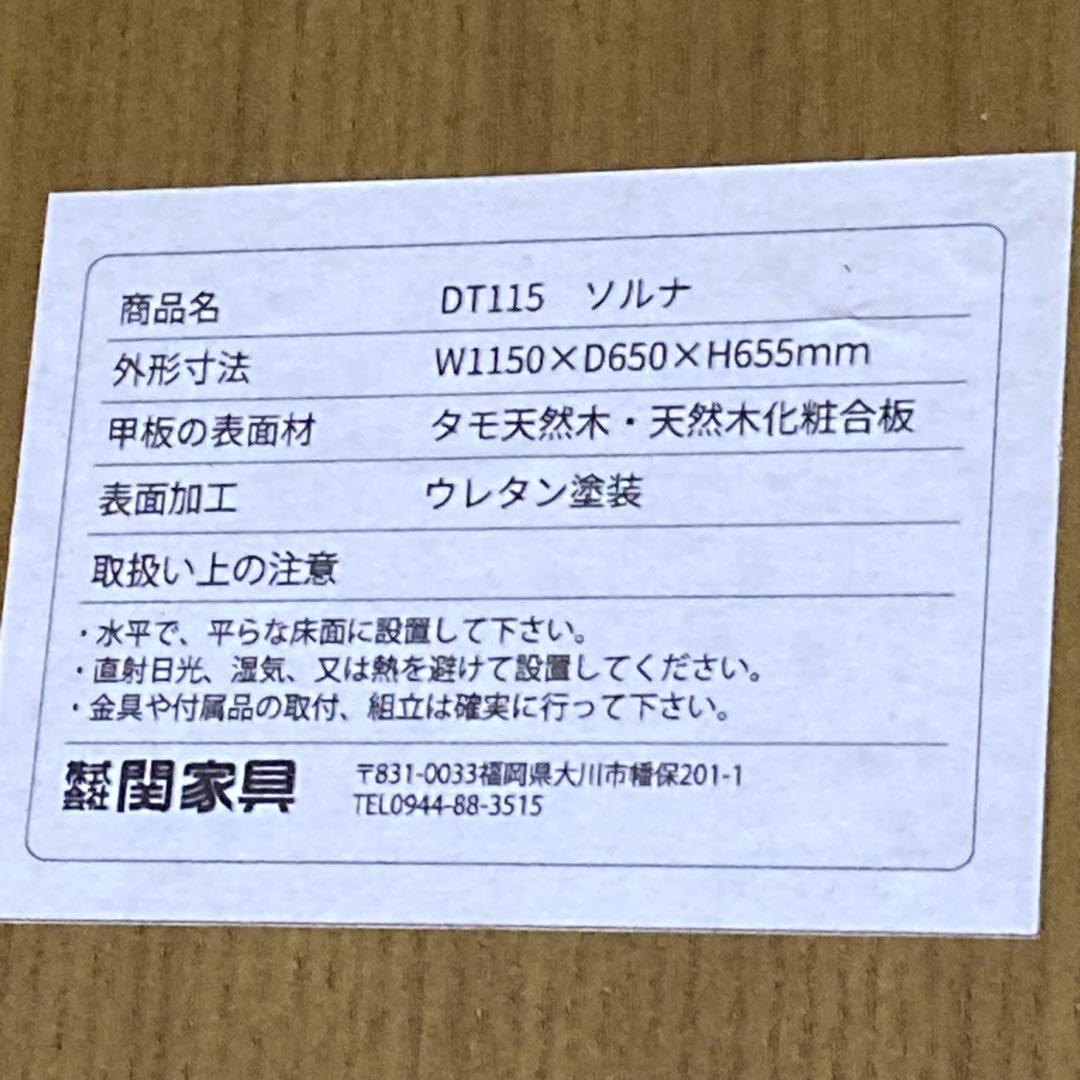 商品名 DT115 ソルナ
外形寸法 W1150×D650×H655mm
甲板の表面材 タモ天然木・天然木化粧合板
表面加工 ウレタン塗装
取扱い上の注意
・水平で、平らな床面に設置して下さい。
・直射日光、湿気、又は熱を避けて設置してください。
・金具や付属品の取付、組立は確実に行って下さい。
株式会社 関家具 〒831-0033福岡県大川市幡保201-1
TEL0944-88-3515